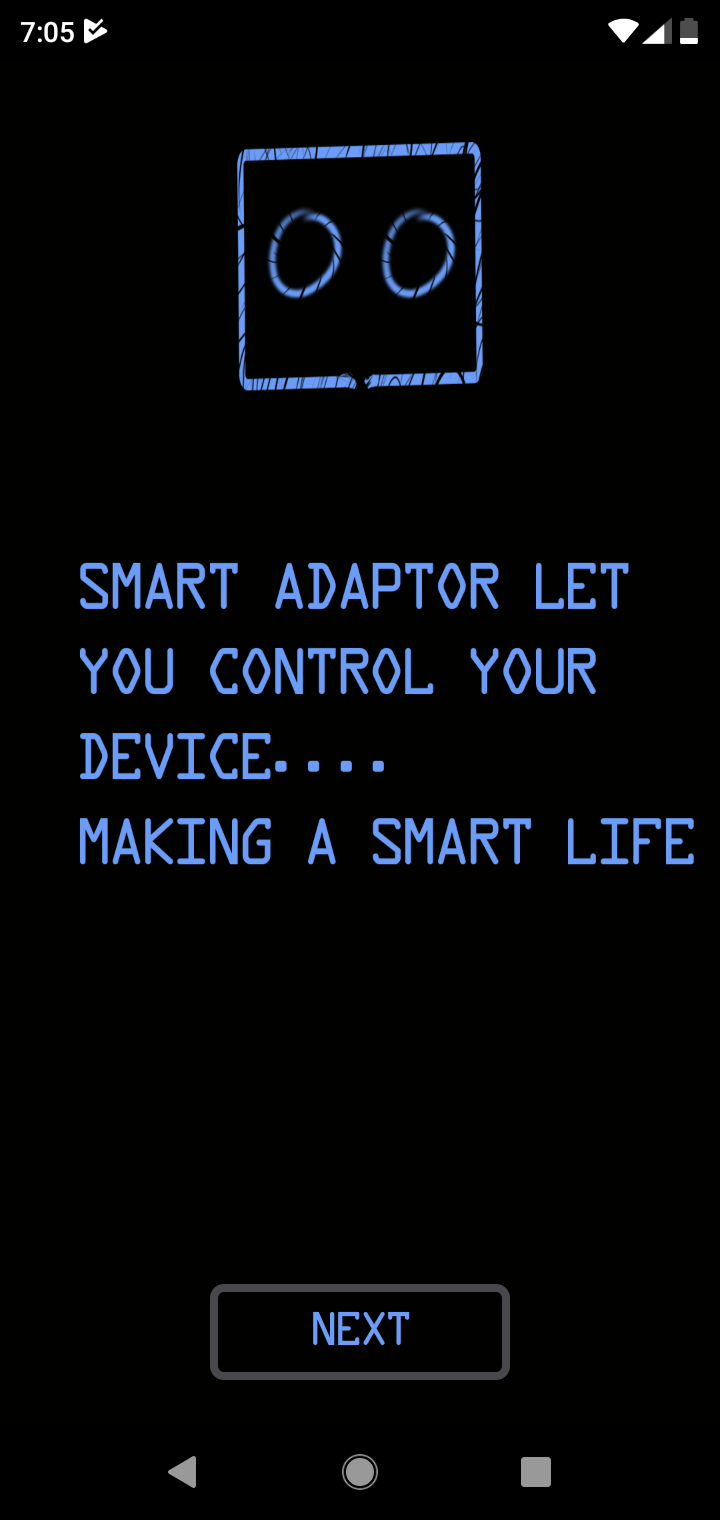 7:05
SMART ADAPTOR LET
YOU CONTROL YOUR
DEVICE....
MAKING A SMART LIFE
NEXT